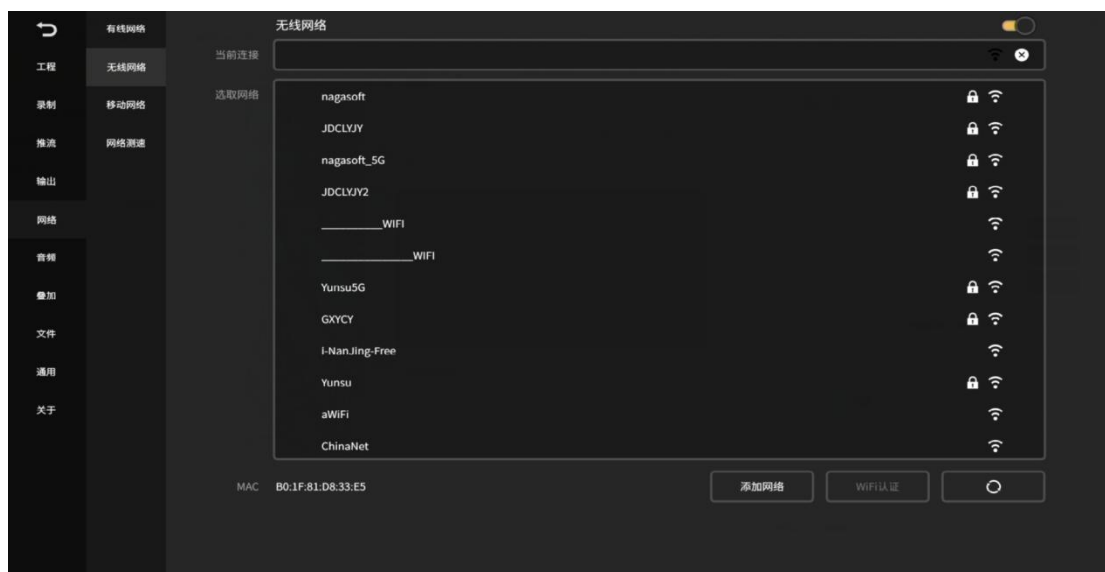 工程
录制
推流
输出
网络
音频
叠加
文件
通用
关于
有线网络
无线网络
移动网络
网络测速
无线网络
当前连接
选取网络
nagasoft
JDCLYJY
nagasoft_5G
JDCLYJY2
__________WIFI
_______________WIFI
Yunsu5G
GXYCY
i-NanJing-Free
Yunsu
aWiFi
ChinaNet
MAC B0:1F:81:D8:33:E5
添加网络
WiFi认证